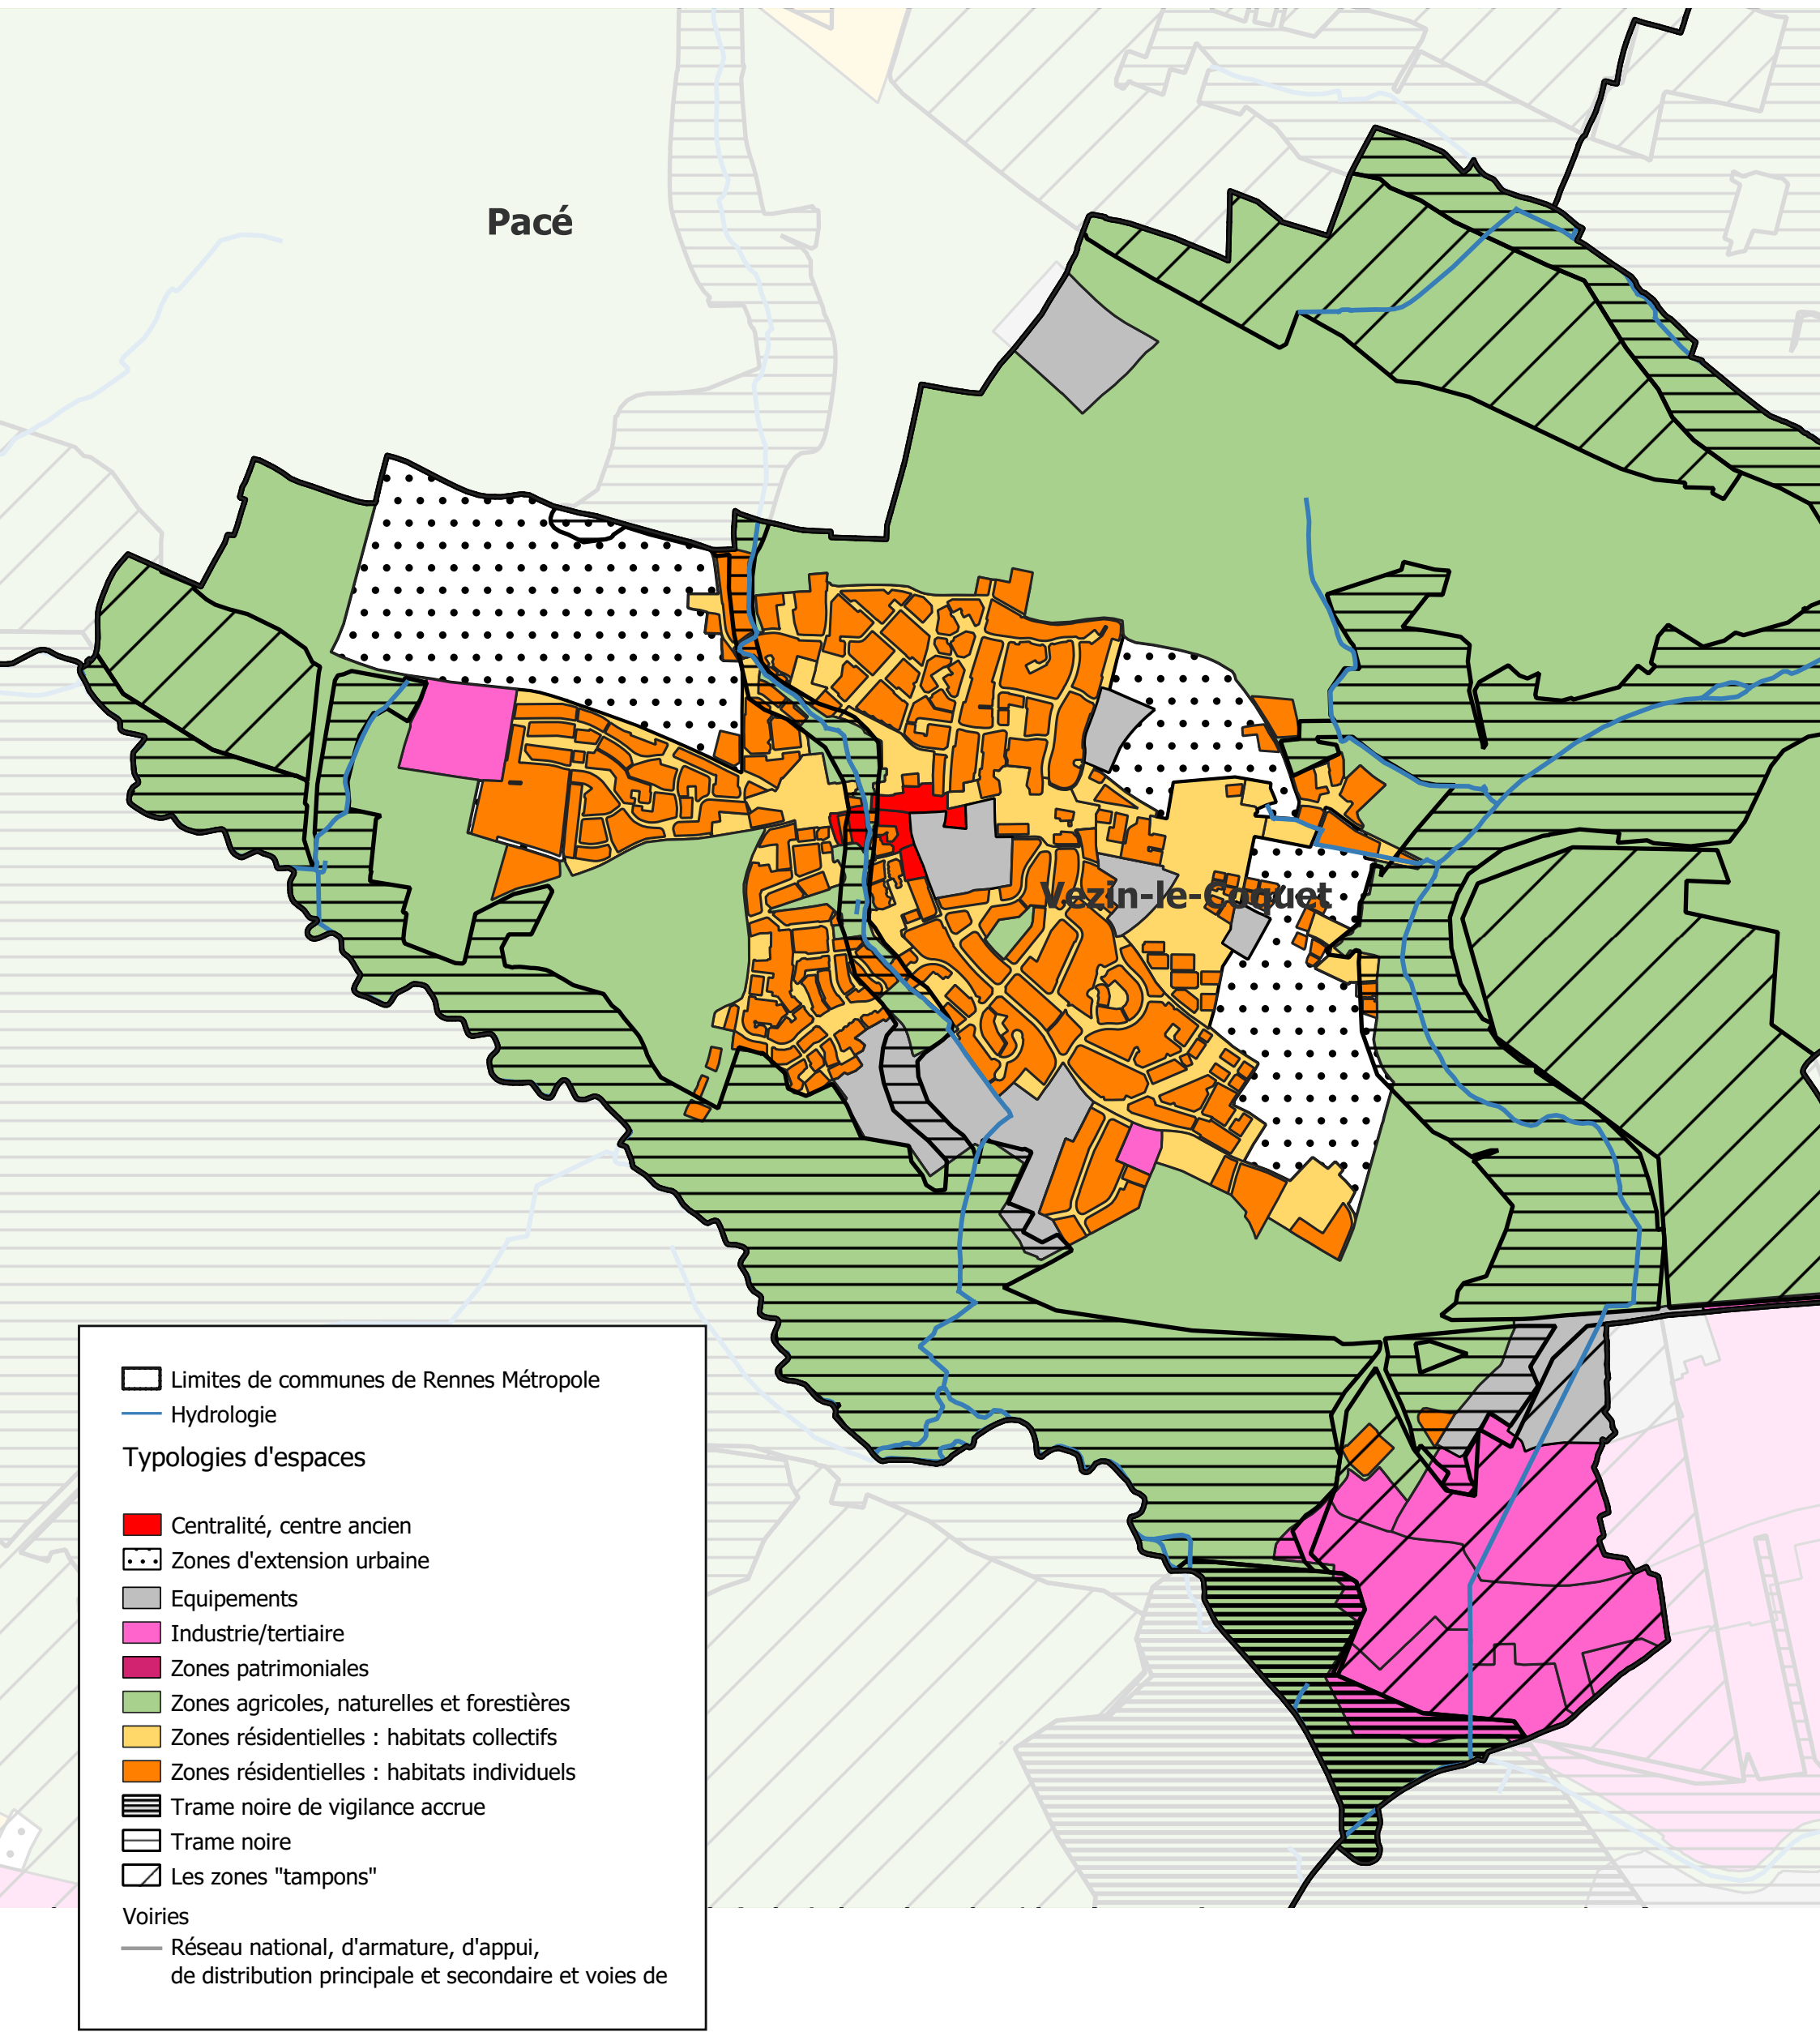 Pacé
Vezin-le-Coquet
Limites de communes de Rennes Métropole
Hydrologie
Typologies d'espaces
Centralité, centre ancien
Zones d'extension urbaine
Equipements
Industrie/tertiaire
Zones patrimoniales
Zones agricoles, naturelles et forestières
Zones résidentielles : habitats collectifs
Zones résidentielles : habitats individuels
Trame noire de vigilance accrue
Trame noire
Les zones "tampons"
Voiries
Réseau national, d'armature, d'appui,
de distribution principale et secondaire et voies de